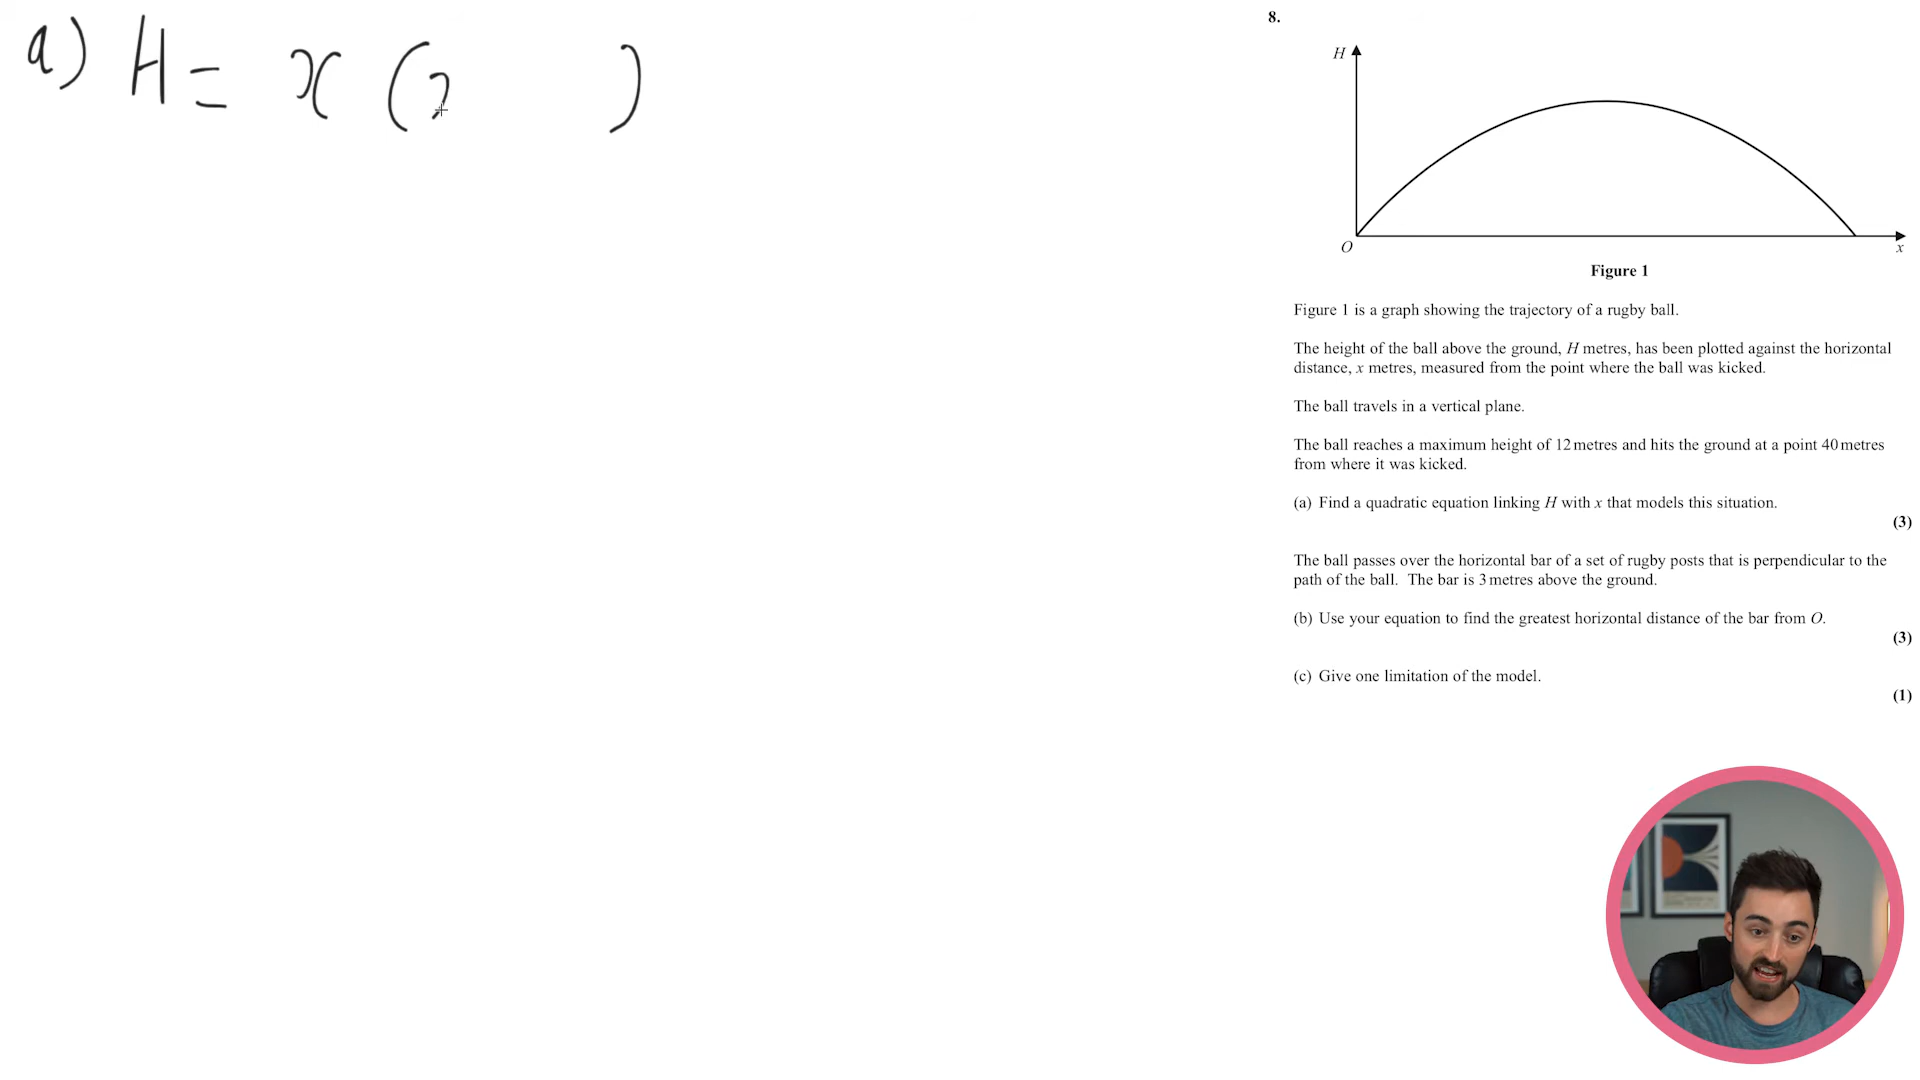 a) H = x ( )
8.
H
O
x
Figure 1
Figure 1 is a graph showing the trajectory of a rugby ball.
The height of the ball above the ground, H metres, has been plotted against the horizontal
distance, x metres, measured from the point where the ball was kicked.
The ball travels in a vertical plane.
The ball reaches a maximum height of 12 metres and hits the ground at a point 40 metres
from where it was kicked.
(a) Find a quadratic equation linking H with x that models this situation.
(3)
The ball passes over the horizontal bar of a set of rugby posts that is perpendicular to the
path of the ball. The bar is 3 metres above the ground.
(b) Use your equation to find the greatest horizontal distance of the bar from O.
(3)
(c) Give one limitation of the model.
(1)